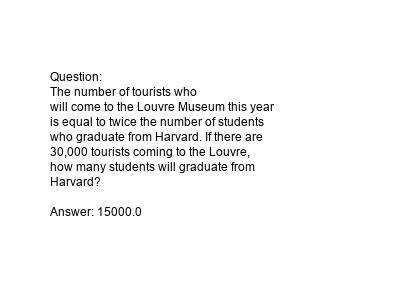 Question:
The number of tourists who
will come to the Louvre Museum this year
is equal to twice the number of students
who graduate from Harvard. If there are
30,000 tourists coming to the Louvre,
how many students will graduate from
Harvard?

Answer: 15000.0